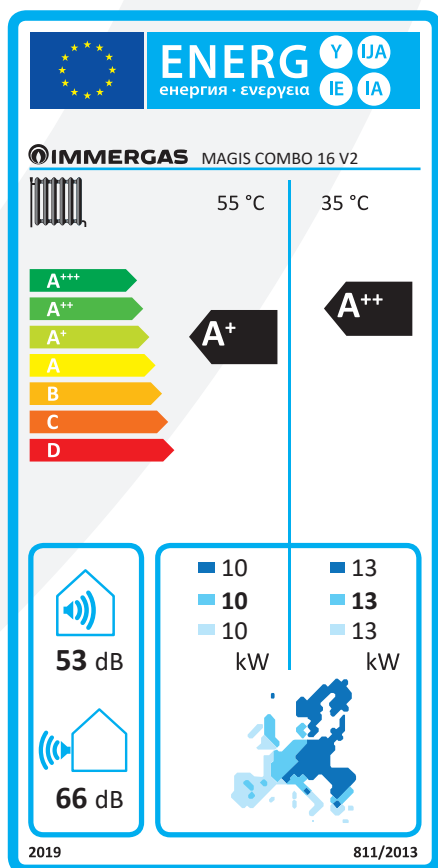 ENERG
енергия · ενεργεια
Y IJA
IE IA
IMMERGAS MAGIS COMBO 16 V2
55 °C 35 °C
A+++
A++
A+
A
B
C
D
A+
A++
10 13
10 13
10 13
kW kW
53 dB
66 dB
2019 811/2013